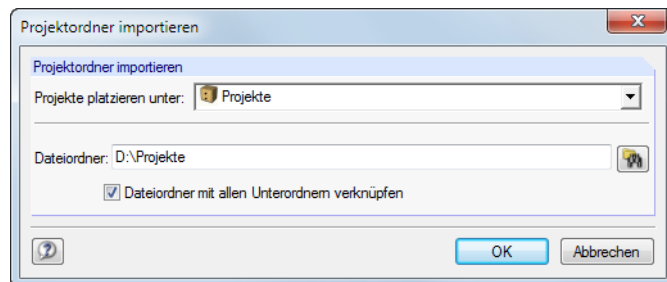 Projektordner importieren
Projektordner importieren
Projekte platzieren unter: Projekte
Dateiordner: D:\Projekte
Dateiordner mit allen Unterordnern verknüpfen
OK Abbrechen